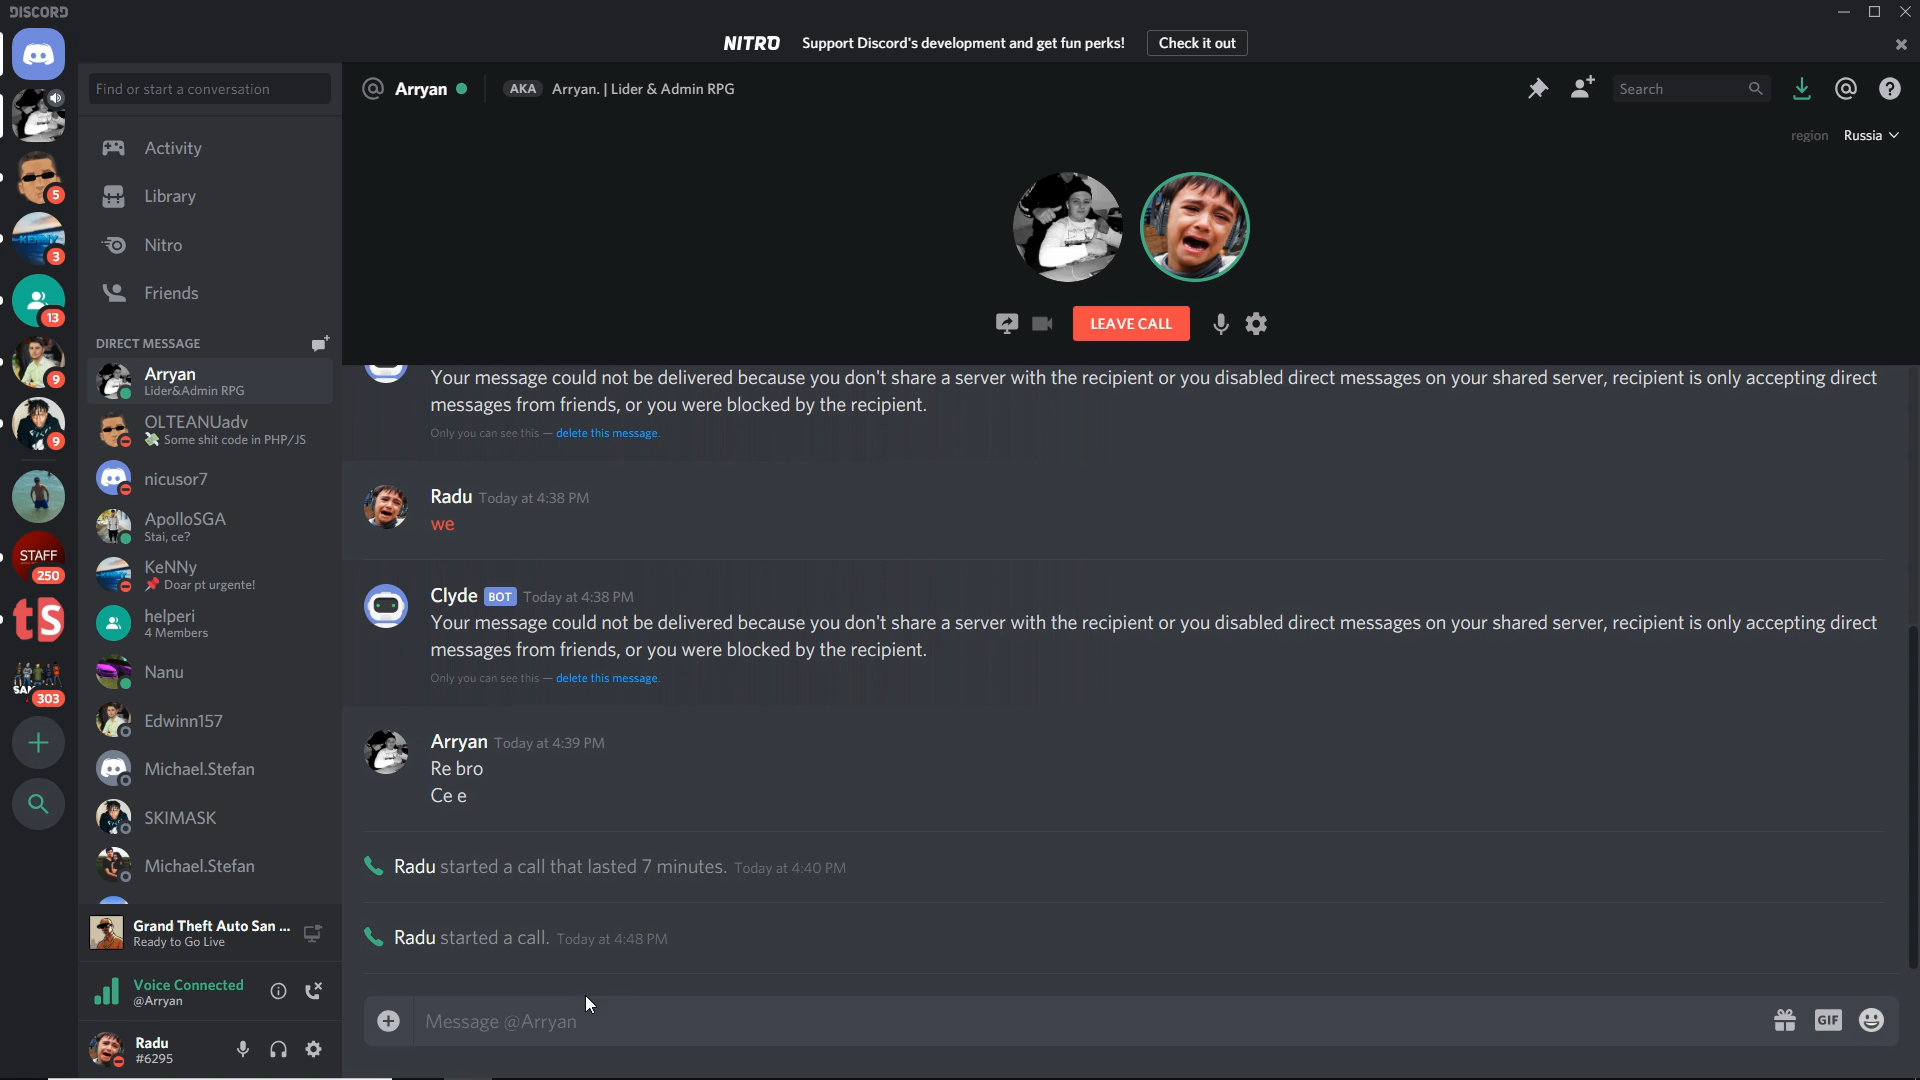 DISCORD
NITRO Support Discord's development and get fun perks! Check it out
Find or start a conversation
@ Arryan AKA Arryan. | Lider & Admin RPG
Search
region Russia
Activity
Library
Nitro
Friends
DIRECT MESSAGE
Arryan
Lider&Admin RPG
OLTEANUadv
Some shit code in PHP/JS
nicusor7
ApolloSGA
Stai, ce?
KeNNy
Doar pt urgente!
helperi
4 Members
Nanu
Edwinn157
Michael.Stefan
SKIMASK
Michael.Stefan
Grand Theft Auto San ...
Ready to Go Live
Voice Connected
@Arryan
Radu
#6295
5
KENNY
3
13
9
9
STAFF
250
tS
303
LEAVE CALL
Your message could not be delivered because you don't share a server with the recipient or you disabled direct messages on your shared server, recipient is only accepting direct
messages from friends, or you were blocked by the recipient.
Only you can see this — delete this message.
Radu Today at 4:38 PM
we
Clyde BOT Today at 4:38 PM
Your message could not be delivered because you don't share a server with the recipient or you disabled direct messages on your shared server, recipient is only accepting direct
messages from friends, or you were blocked by the recipient.
Only you can see this — delete this message.
Arryan Today at 4:39 PM
Re bro
Ce e
Radu started a call that lasted 7 minutes. Today at 4:40 PM
Radu started a call. Today at 4:48 PM
Message @Arryan
GIF